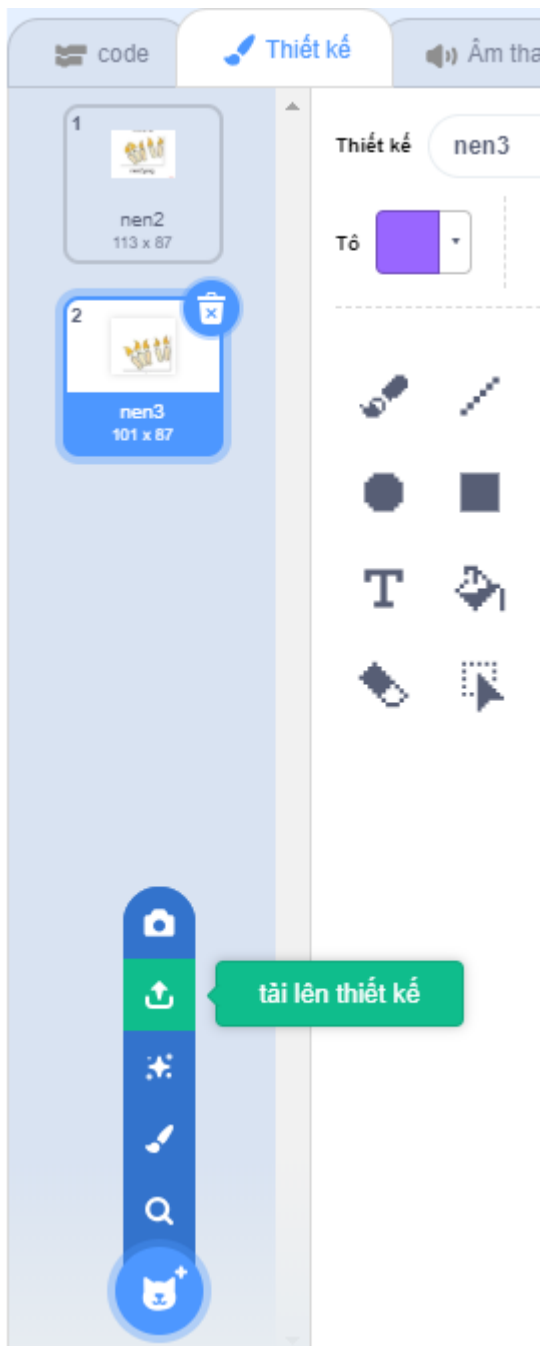 code
Thiết kế
Âm tha
1
nen2
113 x 87
2
nen3
101 x 87
Thiết kế
nen3
Tô
T
tải lên thiết kế